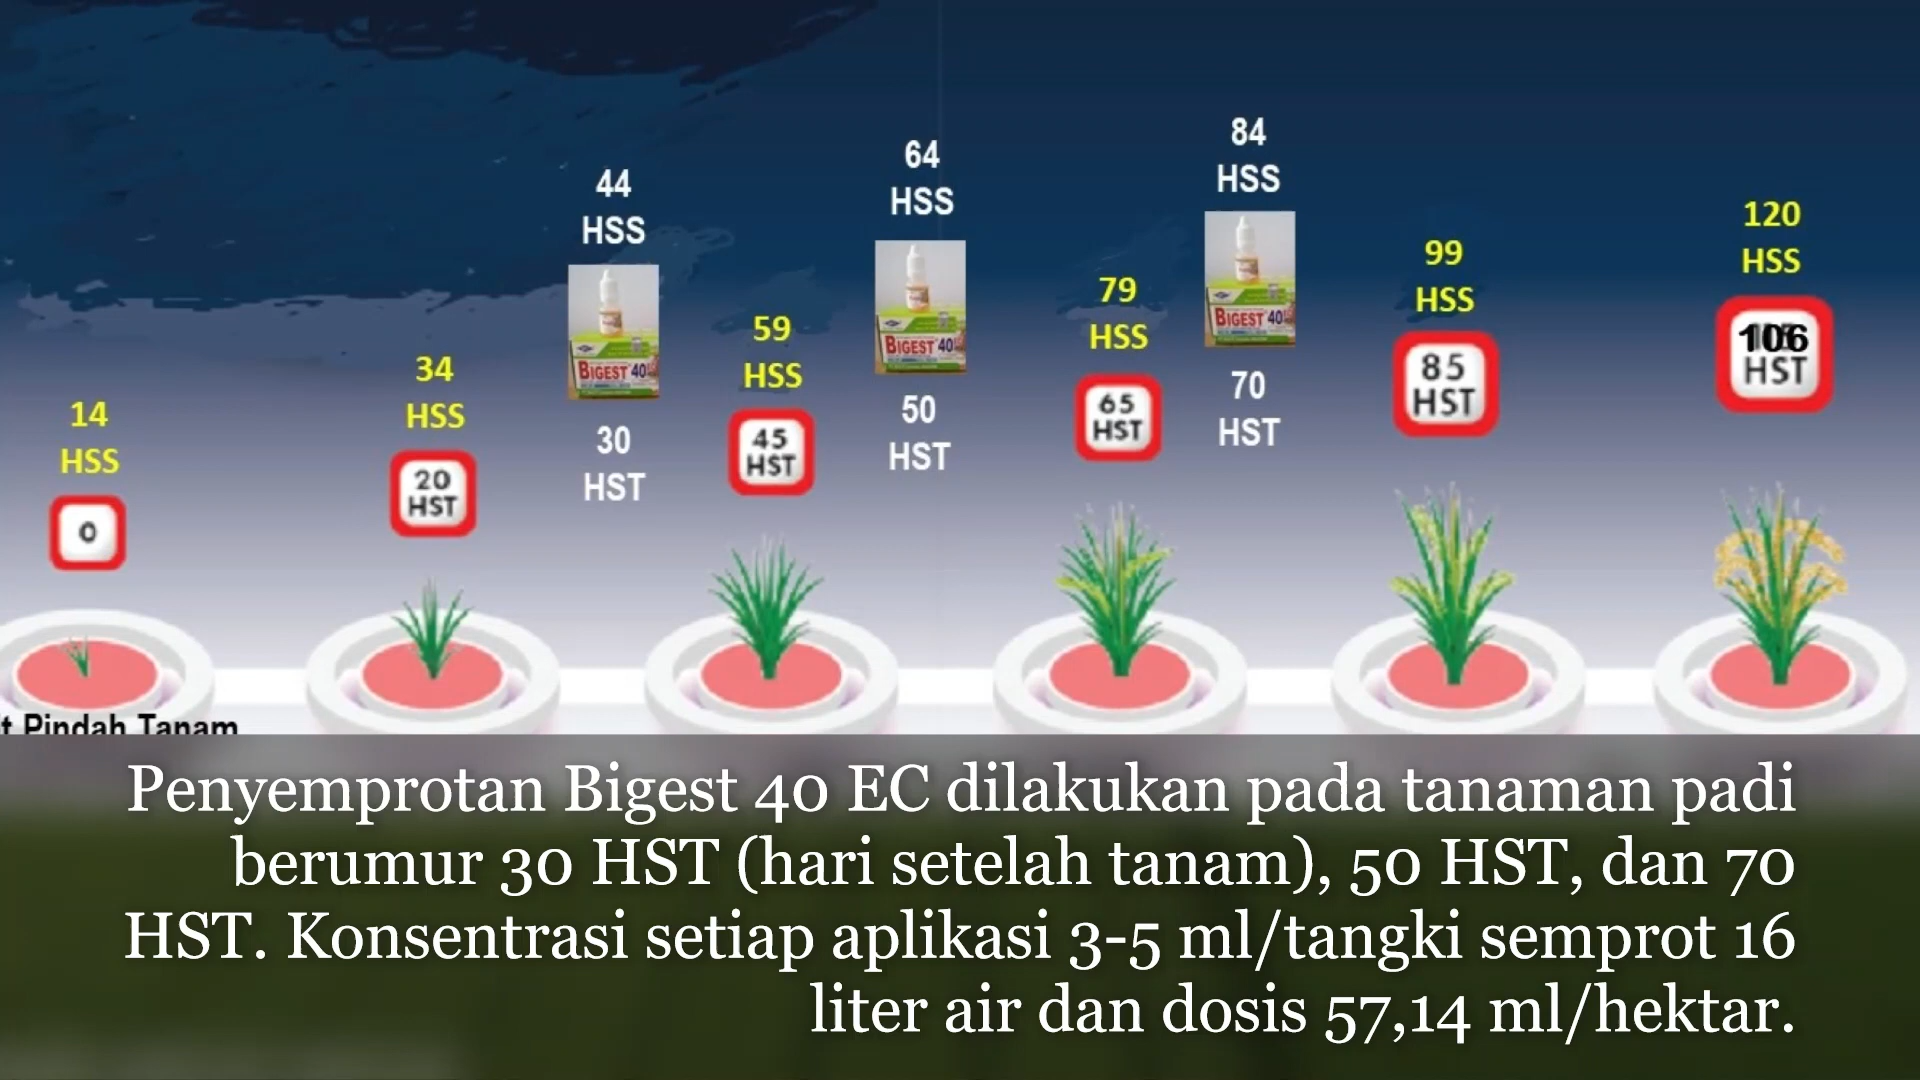 14
HSS
0
34
HSS
20
HST
44
HSS
BIGEST 40
30
HST
59
HSS
45
HST
64
HSS
BIGEST 40
50
HST
79
HSS
65
HST
84
HSS
BIGEST 40
70
HST
99
HSS
85
HST
120
HSS
106
HST
t Pindah Tanam
Penyemprotan Bigest 40 EC dilakukan pada tanaman padi
berumur 30 HST (hari setelah tanam), 50 HST, dan 70
HST. Konsentrasi setiap aplikasi 3-5 ml/tangki semprot 16
liter air dan dosis 57,14 ml/hektar.